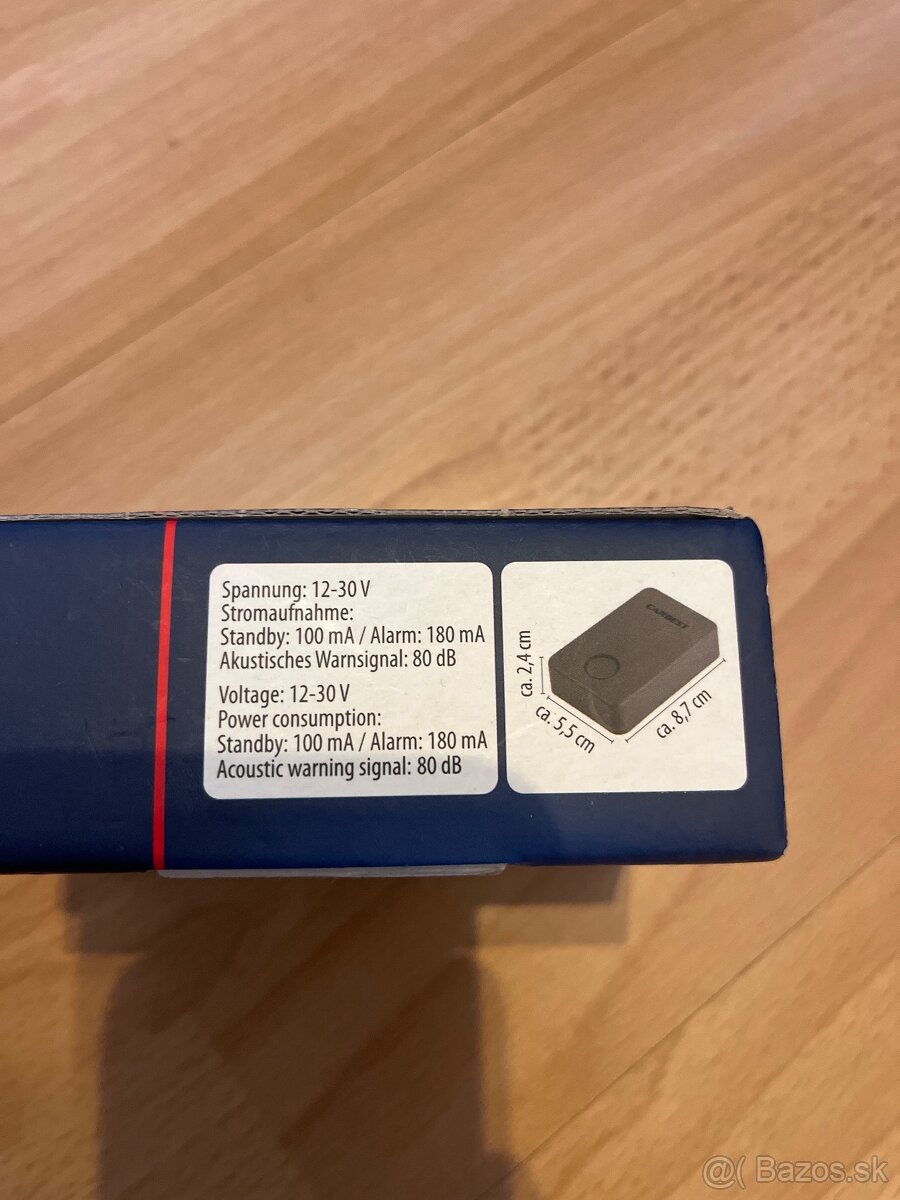 Spannung: 12-30 V
Stromaufnahme:
Standby: 100 mA / Alarm: 180 mA
Akustisches Warnsignal: 80 dB
Voltage: 12-30 V
Power consumption:
Standby: 100 mA / Alarm: 180 mA
Acoustic warning signal: 80 dB
CARBEST
ca. 2,4 cm
ca. 5,5 cm
ca. 8,7 cm
@( Bazos.sk